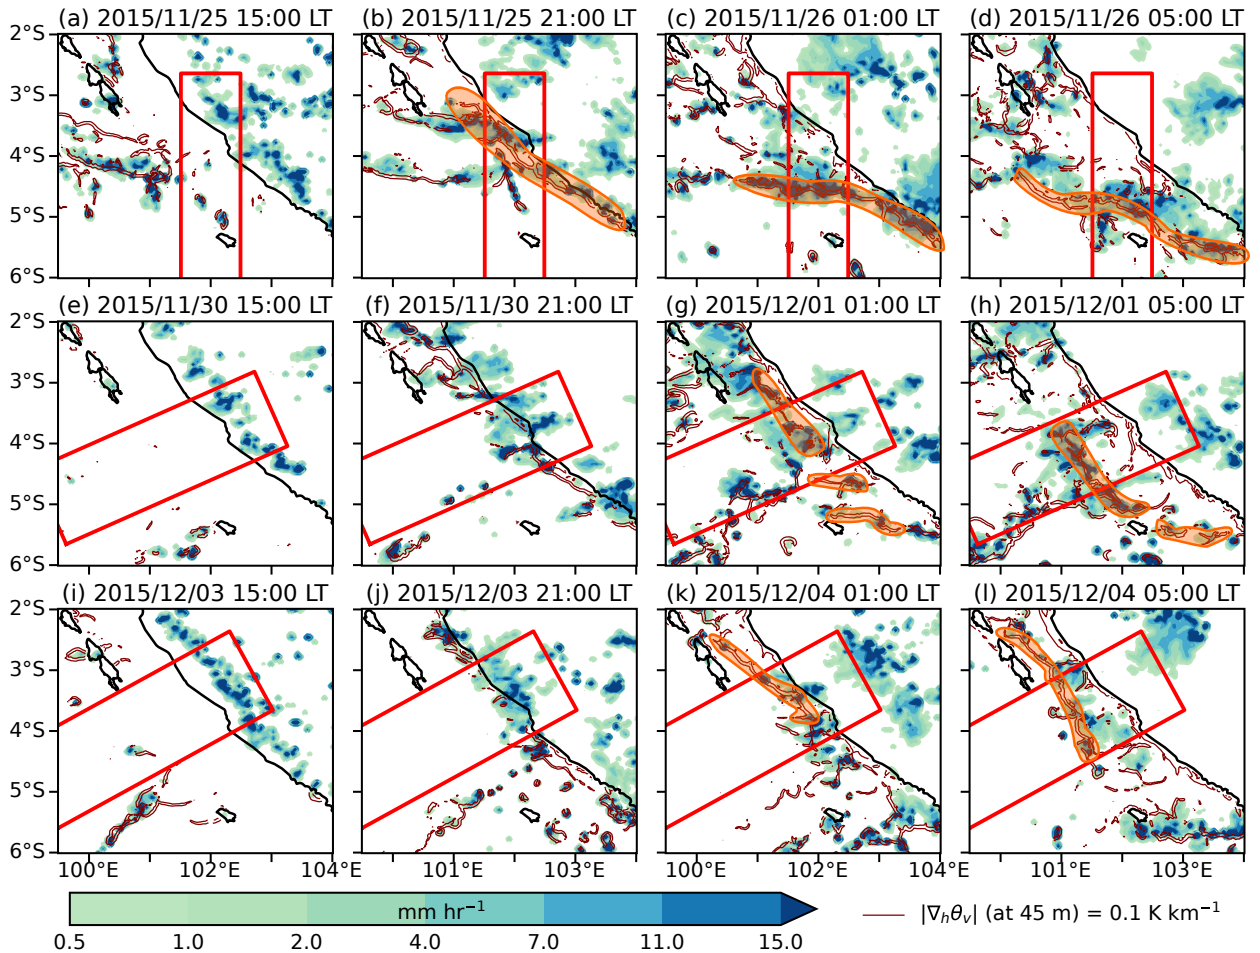 (a) 2015/11/25 15:00 LT
(b) 2015/11/25 21:00 LT
(c) 2015/11/26 01:00 LT
(d) 2015/11/26 05:00 LT
2°S
3°S
4°S
5°S
6°S
(e) 2015/11/30 15:00 LT
(f) 2015/11/30 21:00 LT
(g) 2015/12/01 01:00 LT
(h) 2015/12/01 05:00 LT
2°S
3°S
4°S
5°S
6°S
(i) 2015/12/03 15:00 LT
(j) 2015/12/03 21:00 LT
(k) 2015/12/04 01:00 LT
(l) 2015/12/04 05:00 LT
2°S
3°S
4°S
5°S
6°S
100°E 102°E 104°E 101°E 103°E 100°E 102°E 104°E 101°E 103°E
mm hr⁻¹
0.5 1.0 2.0 4.0 7.0 11.0 15.0
|∇ₕθᵥ| (at 45 m) = 0.1 K km⁻¹